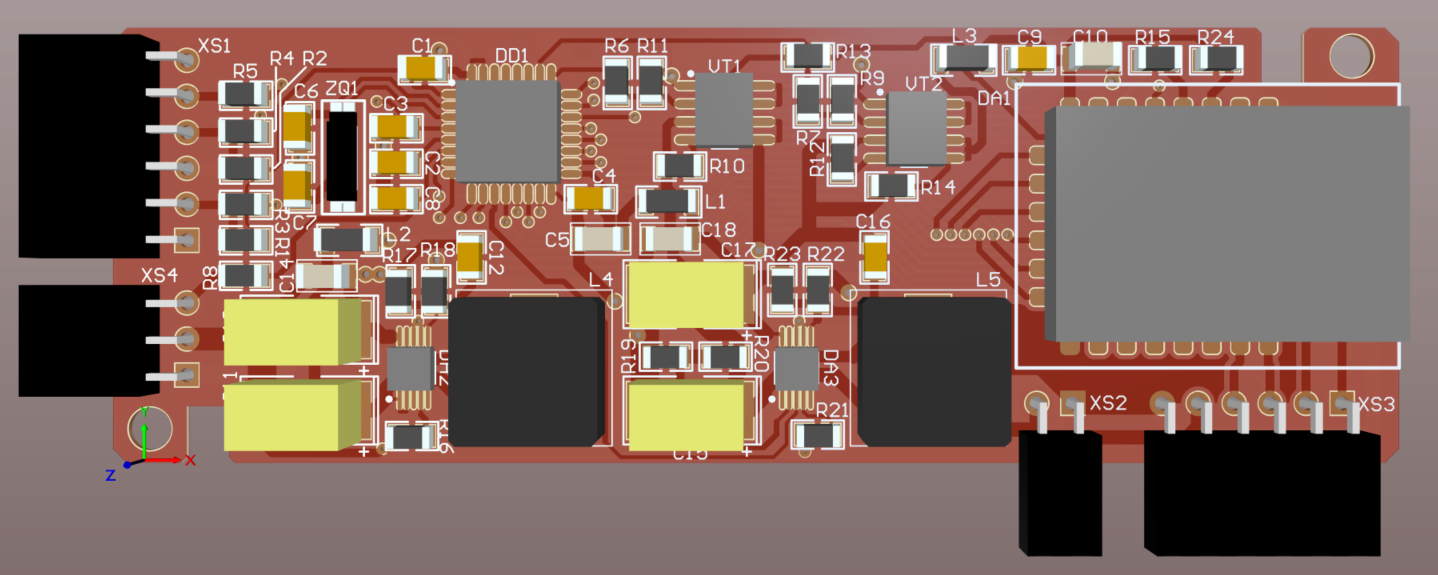 XS1
R4
R2
R5
C6
ZQ1
C3
C1
DD1
R6
R11
VT1
R13
R9
VT2
L3
C9
C10
R15
R24
DA1
R7
R12
C2
C8
R10
C4
L1
R14
C7
R3
R1
L2
C5
C18
C16
XS4
R8
C14
R17
R18
C12
L4
C17
R23
R22
L5
R19
R20
DA3
+
+
R16
+
R21
C15
+
XS2
XS3
Y
X
Z